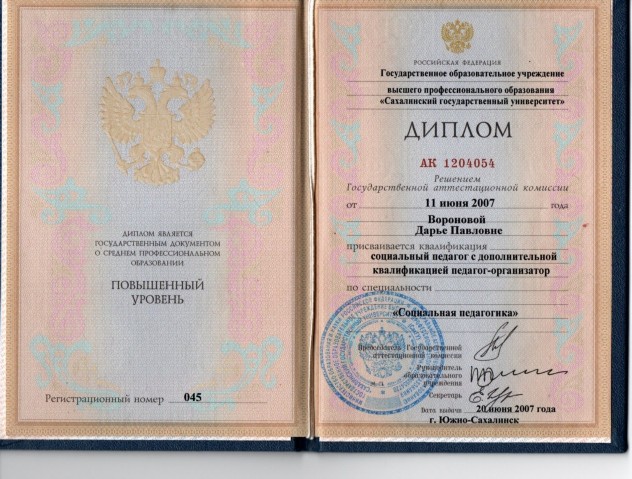 ДИПЛОМ ЯВЛЯЕТСЯ
ГОСУДАРСТВЕННЫМ ДОКУМЕНТОМ
О СРЕДНЕМ ПРОФЕССИОНАЛЬНОМ
ОБРАЗОВАНИИ
ПОВЫШЕННЫЙ
УРОВЕНЬ
Регистрационный номер 045
РОССИЙСКАЯ ФЕДЕРАЦИЯ
Государственное образовательное учреждение
высшего профессионального образования
«Сахалинский государственный университет»
ДИПЛОМ
АК 1204054
Решением
Государственной аттестационной комиссии
от 11 июня 2007 года
Вороновой
Дарье Павловне
присваивается квалификация
социальный педагог с дополнительной
квалификацией педагог-организатор
по специальности
«Социальная педагогика»
Председатель Государственной
аттестационной комиссии
Руководитель
образовательного
учреждения
Секретарь
Дата выдачи 20 июня 2007 года
г. Южно-Сахалинск